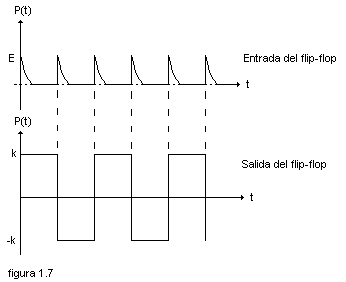 P(t)
E
Entrada del flip-flop
t
P(t)
k
Salida del flip-flop
t
-k
figura 1.7